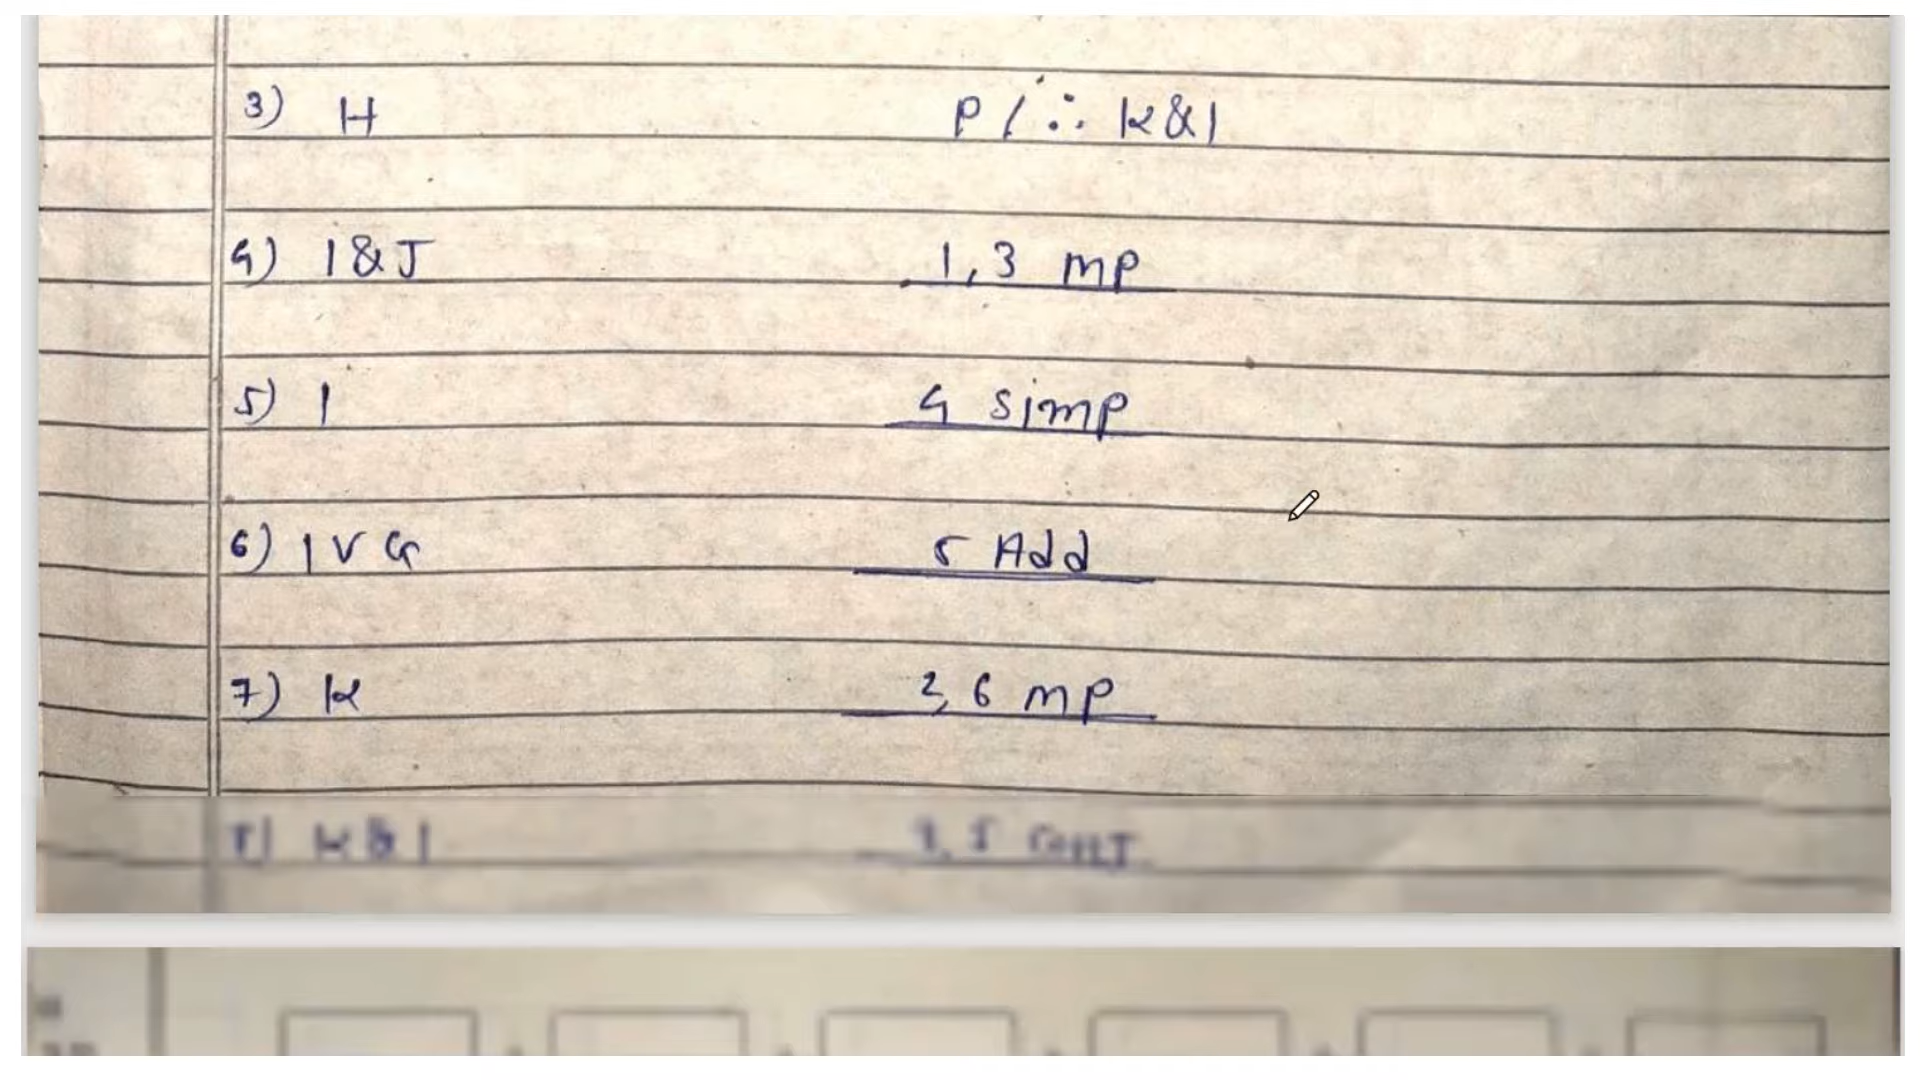 3) H P / ∴ K & I
4) I & J 1, 3 mp
5) I 4 simp
6) I V G 5 Add
7) K 2, 6 mp
K & I